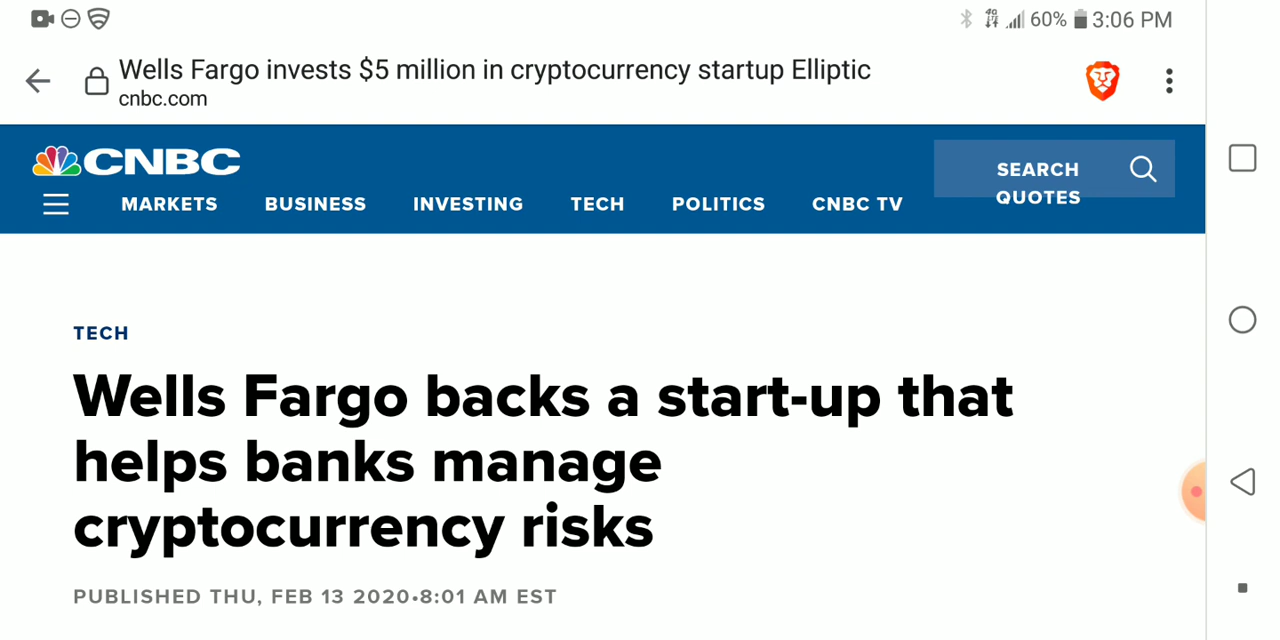 60% 3:06 PM
Wells Fargo invests $5 million in cryptocurrency startup Elliptic
cnbc.com
CNBC
SEARCH
QUOTES
MARKETS BUSINESS INVESTING TECH POLITICS CNBC TV
TECH
Wells Fargo backs a start-up that
helps banks manage
cryptocurrency risks
PUBLISHED THU, FEB 13 2020•8:01 AM EST